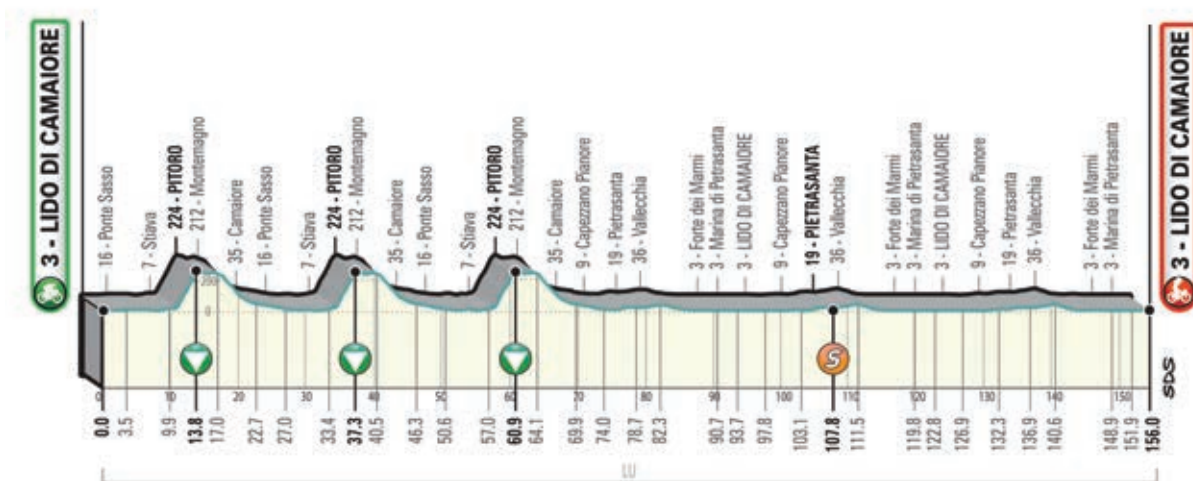 3 - LIDO DI CAMAIORE
16 - Ponte Sasso
7 - Stiava
224 - PITORO
212 - Montemagno
35 - Camaiore
16 - Ponte Sasso
7 - Stiava
224 - PITORO
212 - Montemagno
35 - Camaiore
16 - Ponte Sasso
7 - Stiava
224 - PITORO
212 - Montemagno
35 - Camaiore
9 - Capezzano Pianore
19 - Pietrasanta
36 - Vallecchia
3 - Forte dei Marmi
3 - Marina di Pietrasanta
3 - LIDO DI CAMAIORE
9 - Capezzano Pianore
19 - PIETRASANTA
36 - Vallecchia
3 - Forte dei Marmi
3 - Marina di Pietrasanta
3 - LIDO DI CAMAIORE
9 - Capezzano Pianore
19 - Pietrasanta
36 - Vallecchia
3 - Forte dei Marmi
3 - Marina di Pietrasanta
3 - LIDO DI CAMAIORE
200
0
S
SDS
0 10 20 30 40 50 60 70 80 90 100 110 120 130 140 150
0.0 3.5 9.9 13.8 17.0 22.7 27.0 33.4 37.3 40.5 46.3 50.6 57.0 60.9 64.1 69.9 74.0 78.7 82.3 90.7 93.7 97.8 103.1 107.8 111.5 119.8 122.8 126.9 132.3 136.9 140.6 148.9 151.9 156.0
LU